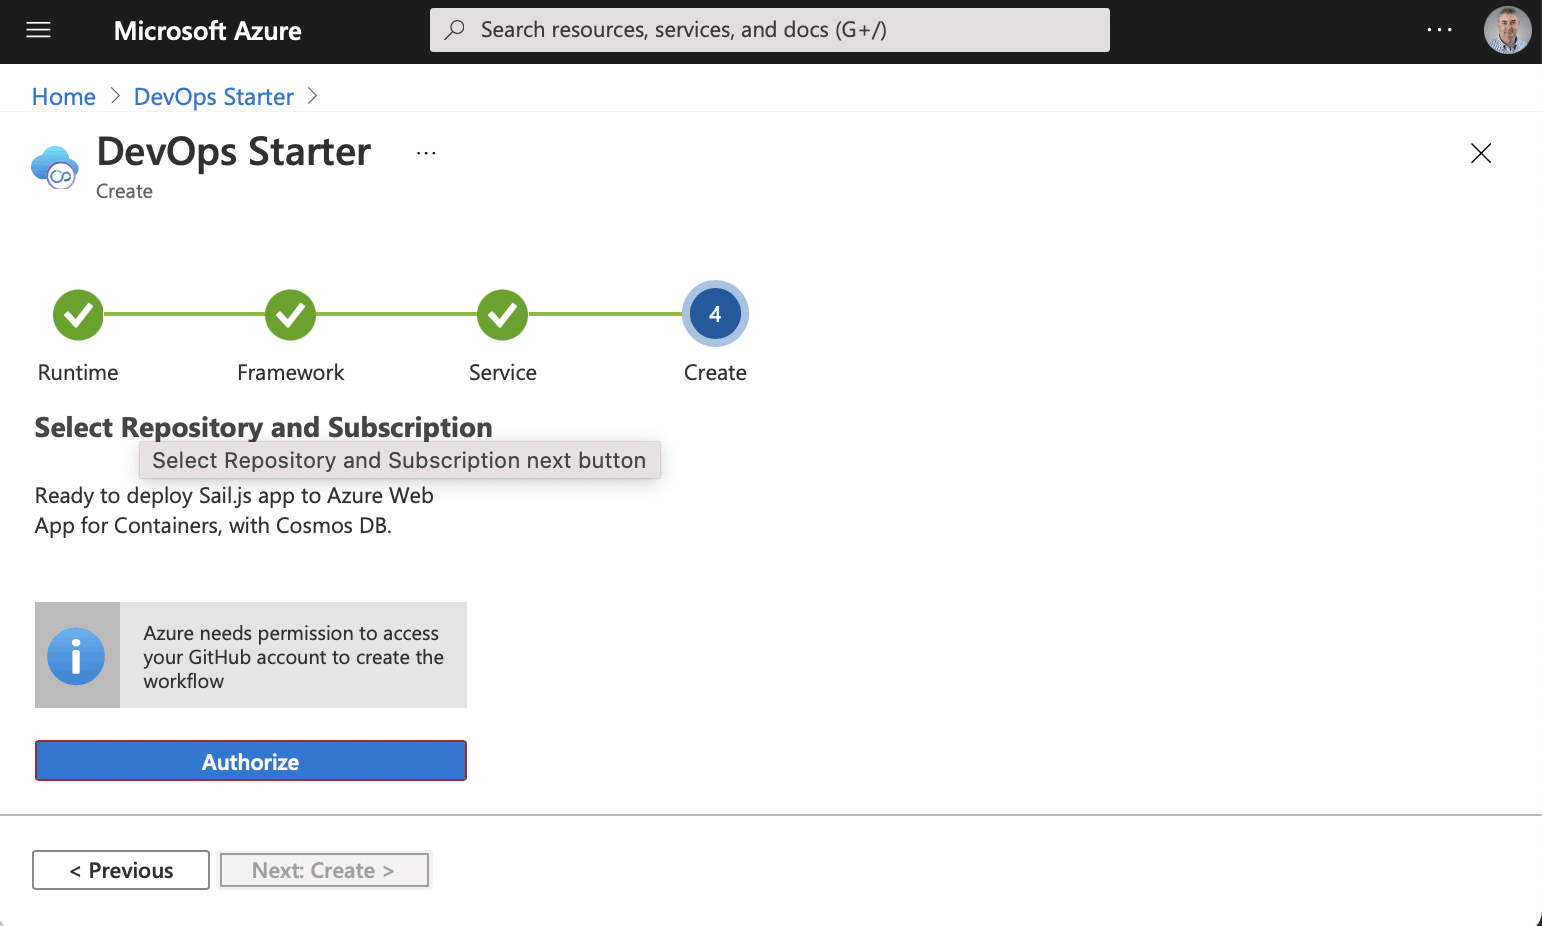 Microsoft Azure
Search resources, services, and docs (G+/)
...
Home > DevOps Starter >
DevOps Starter ...
Create
4
Runtime Framework Service Create
Select Repository and Subscription
Select Repository and Subscription next button
Ready to deploy Sail.js app to Azure Web
App for Containers, with Cosmos DB.
i
Azure needs permission to access
your GitHub account to create the
workflow
Authorize
< Previous
Next: Create >